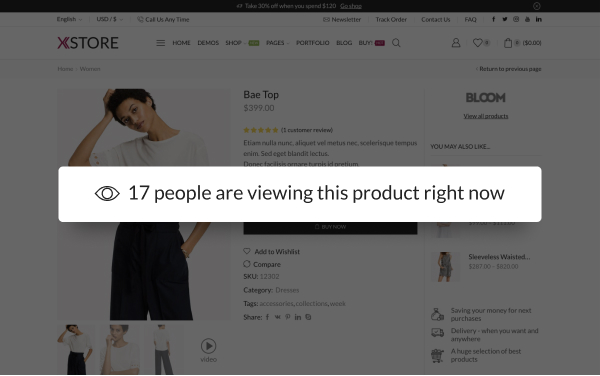 Take 30% off when you spend $120 Go shop
English
USD / $
Call Us Any Time
Newsletter
Track Order
Contact Us
FAQ
XSTORE
HOME
DEMOS
SHOP
PAGES
PORTFOLIO
BLOG
BUY!
0
0
($0.00)
Home
Women
Return to previous page
Bae Top
$399.00
(1 customer review)
Etiam nulla nunc, aliquet vel metus nec, scelerisque tempus
enim. Sed eget blandit lectus.
Donec facilisis ornare turpis id pretium.
17 people are viewing this product right now
BUY NOW
Add to Wishlist
Compare
SKU: 12302
Category: Dresses
Tags: accessories, collections, week
Share:
video
BLOOM
View all products
YOU MAY ALSO LIKE...
Sleeveless Waisted...
Saving your money for next
purchases
Delivery - when you want and
anywhere
A huge selection of best
products